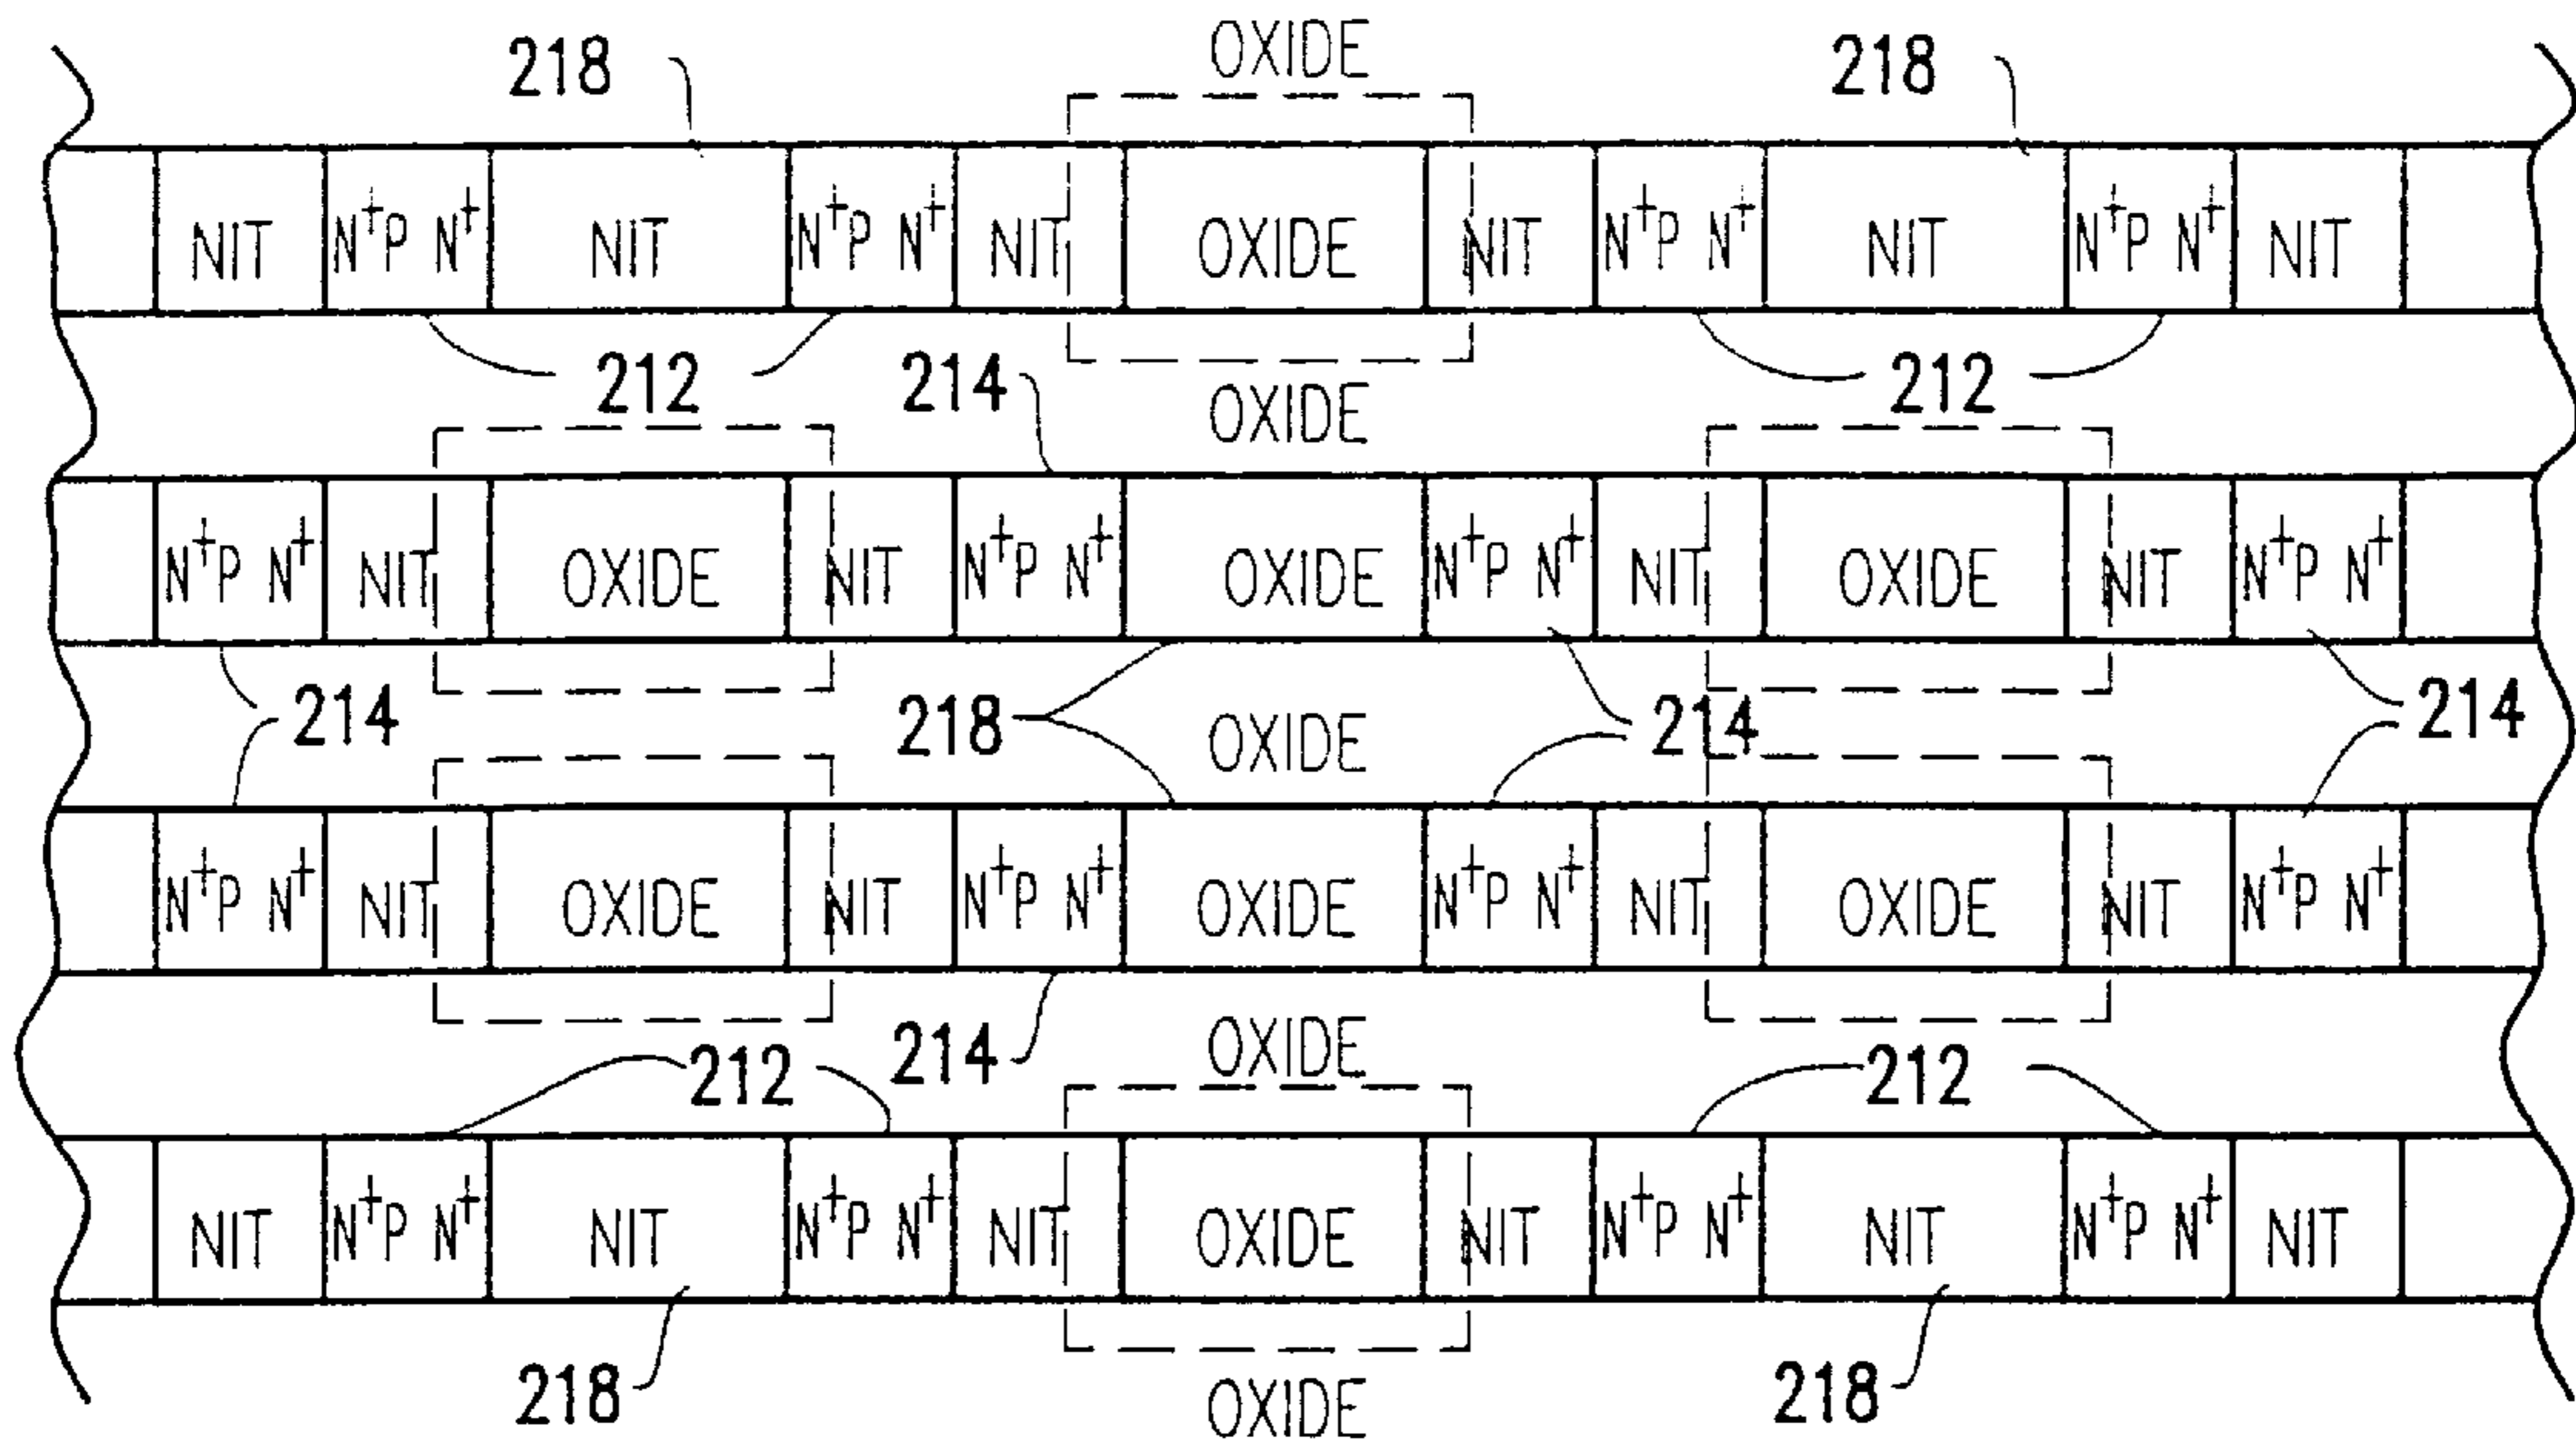 OXIDE
218 218
NIT N⁺P N⁺ NIT N⁺P N⁺ NIT OXIDE NIT N⁺P N⁺ NIT N⁺P N⁺ NIT
212 214 OXIDE 212
N⁺P N⁺ NIT OXIDE NIT N⁺P N⁺ OXIDE N⁺P N⁺ NIT OXIDE NIT N⁺P N⁺
214 218 OXIDE 214 214
N⁺P N⁺ NIT OXIDE NIT N⁺P N⁺ OXIDE N⁺P N⁺ NIT OXIDE NIT N⁺P N⁺
212 214 OXIDE 212
NIT N⁺P N⁺ NIT N⁺P N⁺ NIT OXIDE NIT N⁺P N⁺ NIT N⁺P N⁺ NIT
218 OXIDE 218